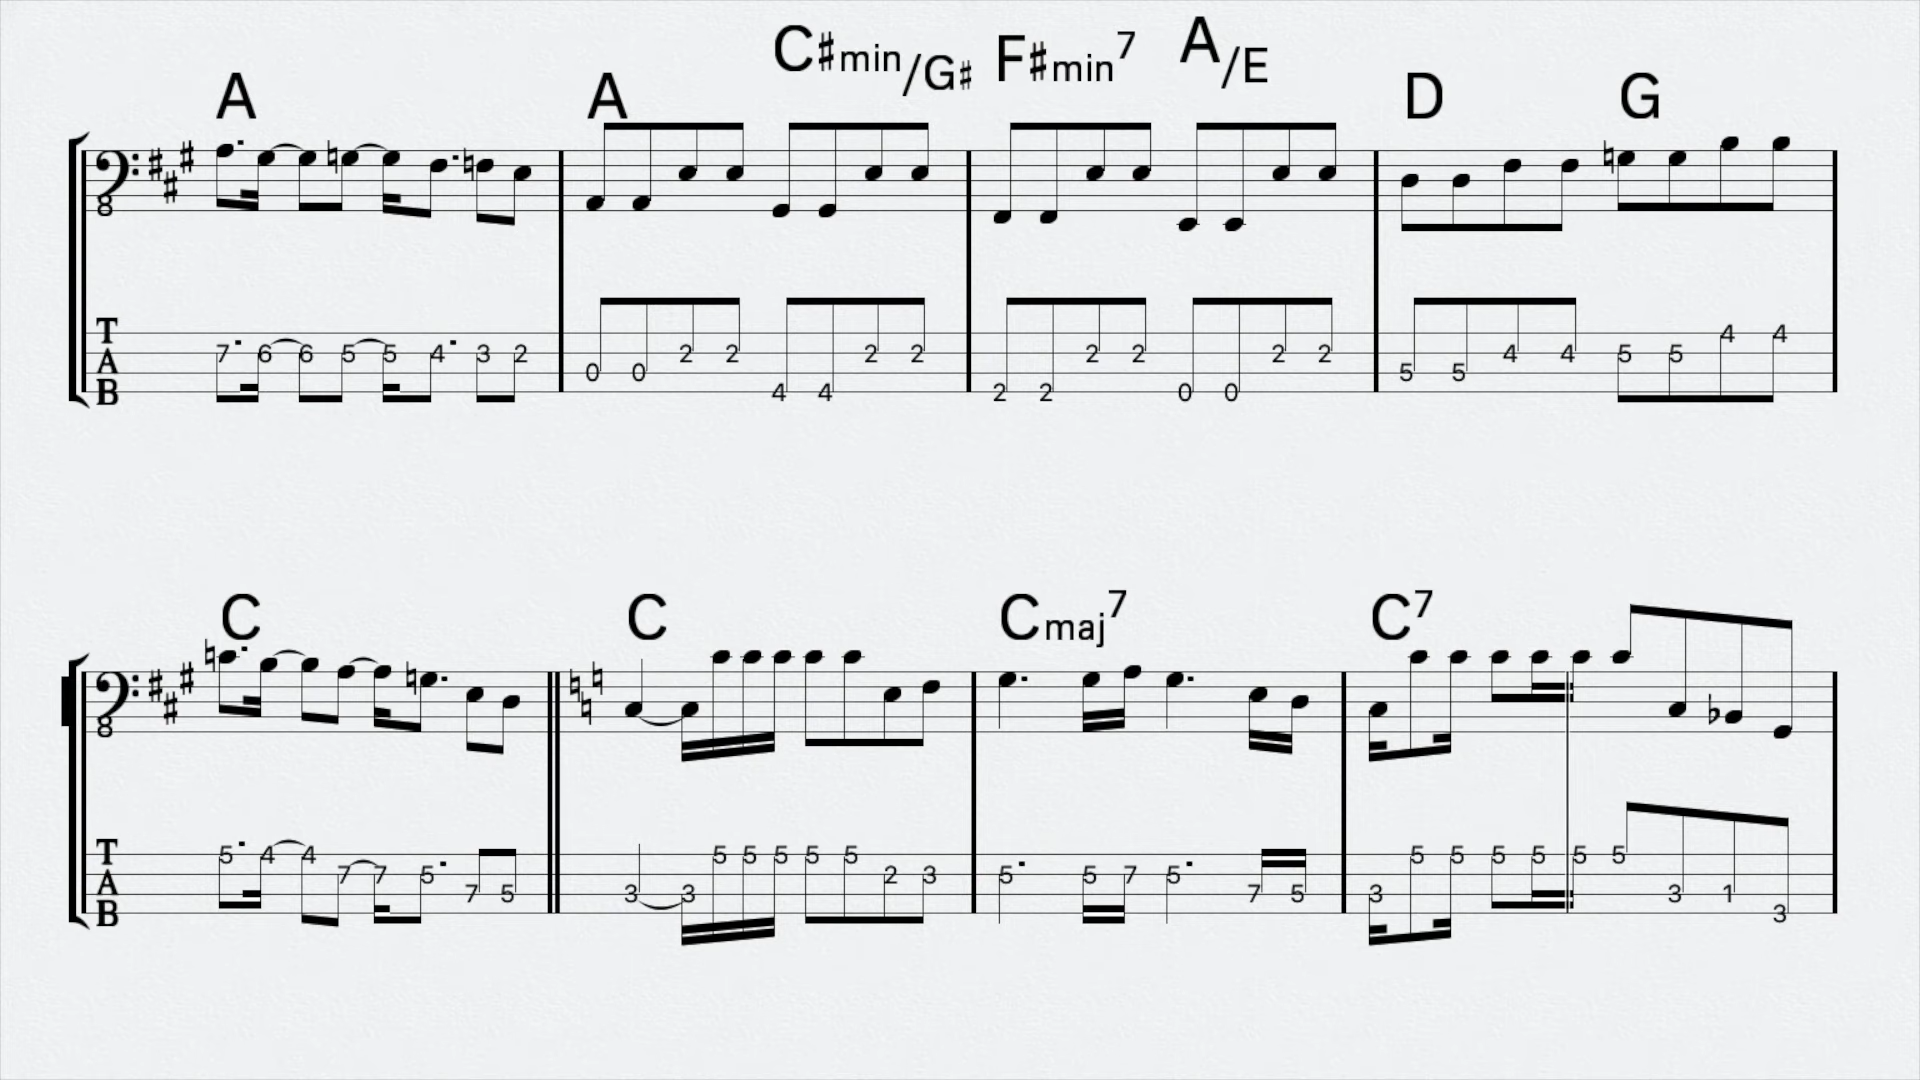 A A C♯min/G♯ F♯min7 A/E D G
8
T 7 6 6 5 5 4 3 2 0 0 2 2 4 4 2 2 2 2 2 2 0 0 2 2 5 5 4 4 5 5 4 4
A
B
C C Cmaj7 C7
8
T 5 4 4 7 7 5 7 5 3 3 5 5 5 5 5 2 3 5 5 7 5 7 5 3 5 5 5 5 5 5 3 1 3
A
B